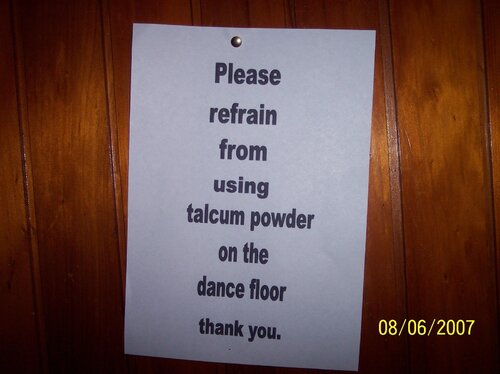 Please
refrain
from
using
talcum powder
on the
dance floor
thank you.
08/06/2007